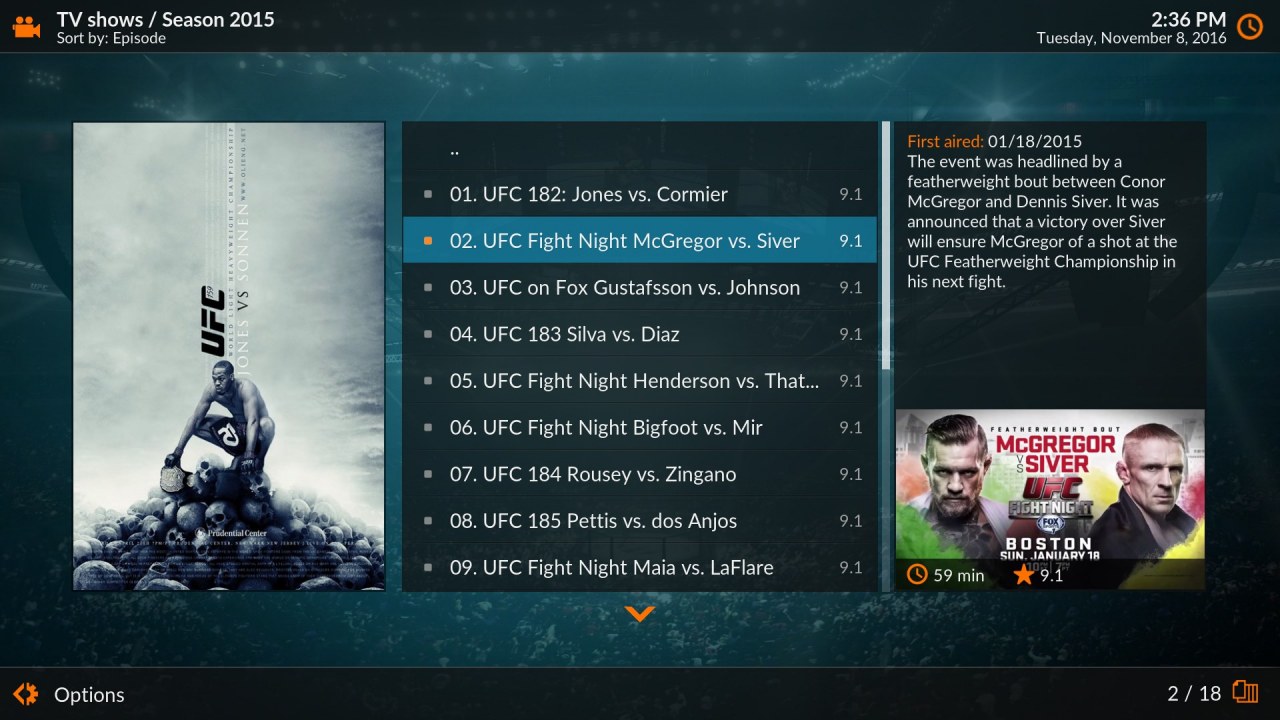 TV shows / Season 2015
Sort by: Episode
2:36 PM
Tuesday, November 8, 2016
WORLD LIGHT HEAVYWEIGHT CHAMPIONSHIP
UFC 159
JONES VS SONNEN
Prudential Center
..
01. UFC 182: Jones vs. Cormier 9.1
02. UFC Fight Night McGregor vs. Siver 9.1
03. UFC on Fox Gustafsson vs. Johnson 9.1
04. UFC 183 Silva vs. Diaz 9.1
05. UFC Fight Night Henderson vs. That... 9.1
06. UFC Fight Night Bigfoot vs. Mir 9.1
07. UFC 184 Rousey vs. Zingano 9.1
08. UFC 185 Pettis vs. dos Anjos 9.1
09. UFC Fight Night Maia vs. LaFlare 9.1
First aired: 01/18/2015
The event was headlined by a
featherweight bout between Conor
McGregor and Dennis Siver. It was
announced that a victory over Siver
will ensure McGregor of a shot at the
UFC Featherweight Championship in
his next fight.
FEATHERWEIGHT BOUT
McGREGOR
VS
SIVER
UFC
FIGHT NIGHT
FOX
BOSTON
SUN. JANUARY 18
59 min 9.1
Options
2 / 18